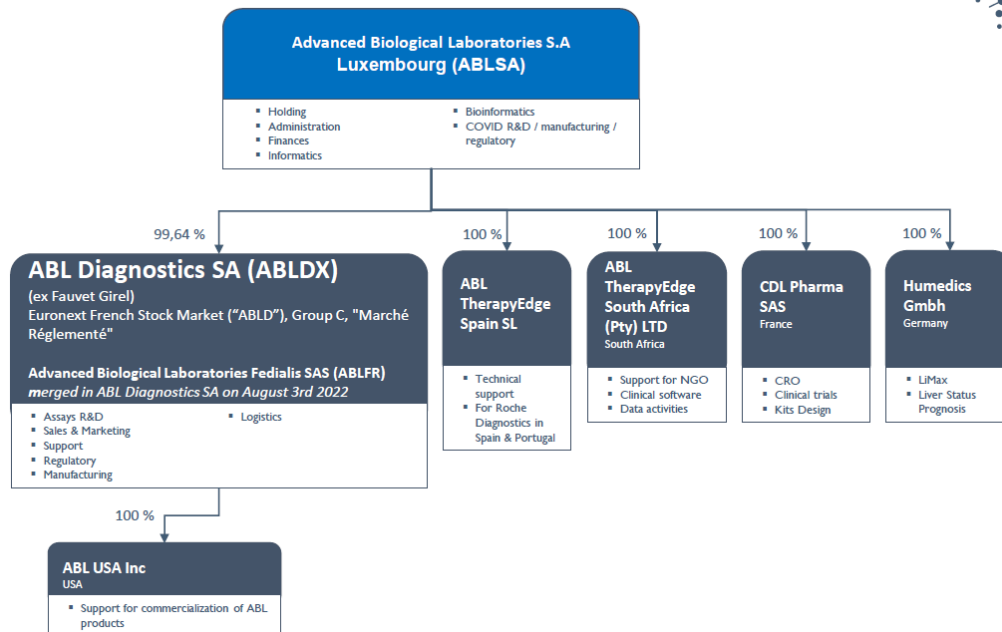 Advanced Biological Laboratories S.A
Luxembourg (ABLSA)
▪ Holding
▪ Administration
▪ Finances
▪ Informatics
▪ Bioinformatics
▪ COVID R&D / manufacturing /
regulatory
99,64 %
100 %
100 %
100 %
100 %
ABL Diagnostics SA (ABLDX)
(ex Fauvet Girel)
Euronext French Stock Market ("ABLD"), Group C, "Marché
Réglementé"
Advanced Biological Laboratories Fedialis SAS (ABLFR)
merged in ABL Diagnostics SA on August 3rd 2022
▪ Assays R&D
▪ Sales & Marketing
▪ Support
▪ Regulatory
▪ Manufacturing
▪ Logistics
ABL
TherapyEdge
Spain SL
▪ Technical
support
▪ For Roche
Diagnostics in
Spain & Portugal
ABL
TherapyEdge
South Africa
(Pty) LTD
South Africa
▪ Support for NGO
▪ Clinical software
▪ Data activities
CDL Pharma
SAS
France
▪ CRO
▪ Clinical trials
▪ Kits Design
Humedics
Gmbh
Germany
▪ LiMax
▪ Liver Status
Prognosis
100 %
ABL USA Inc
USA
▪ Support for commercialization of ABL
products